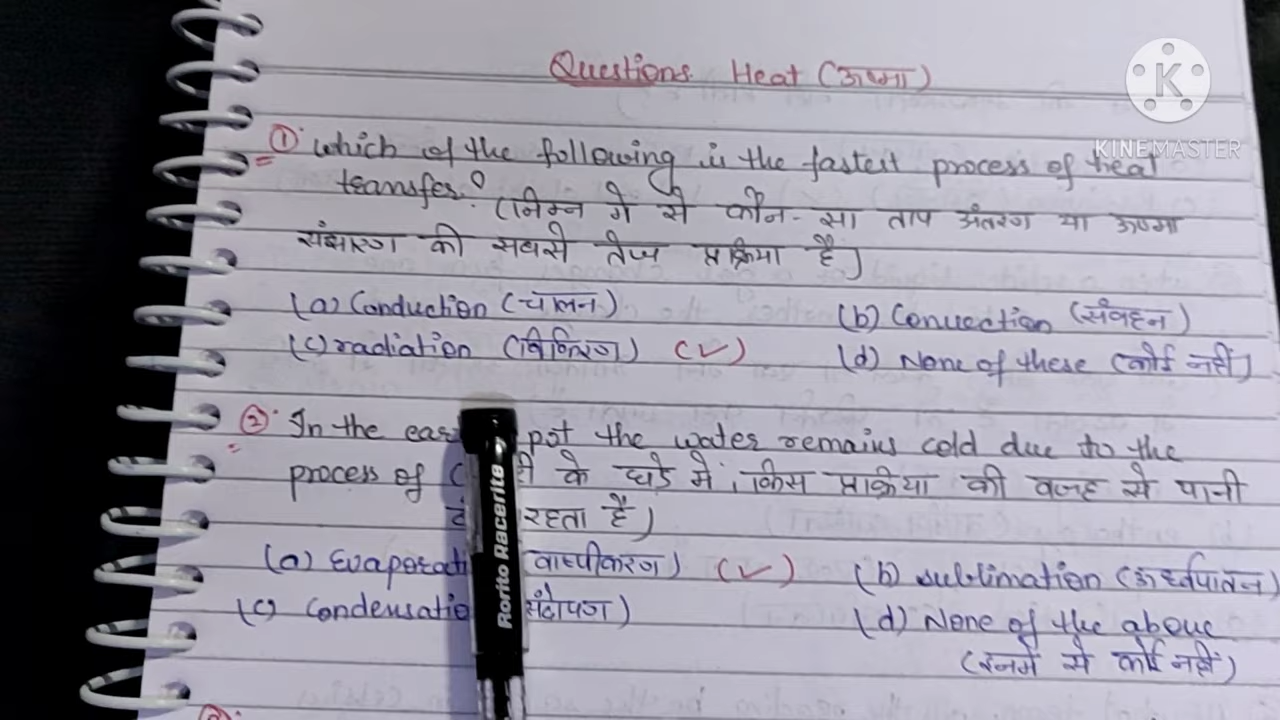 Questions Heat (ऊष्मा)
K
KINEMASTER
① which of the following is the fastest process of heat
transfer? (निम्न में से कौन-सा ताप अंतरण या ऊष्मा
संचारण की सबसे तेज प्रक्रिया है)
(a) Conduction (चालन) (b) Convection (संवहन)
(c) radiation (विकिरण) (✓) (d) None of these (कोई नहीं)
② In the pot the water remains cold due to the
process of के घड़े में, किस प्रक्रिया की वजह से पानी
रहता है)
(a) Evaporati वाष्पीकरण) (✓) (b) sublimation (ऊर्ध्वपातन)
(c) Condensatio (d) None of the above
(इनमें से कोई नहीं)
Rorito Racerite